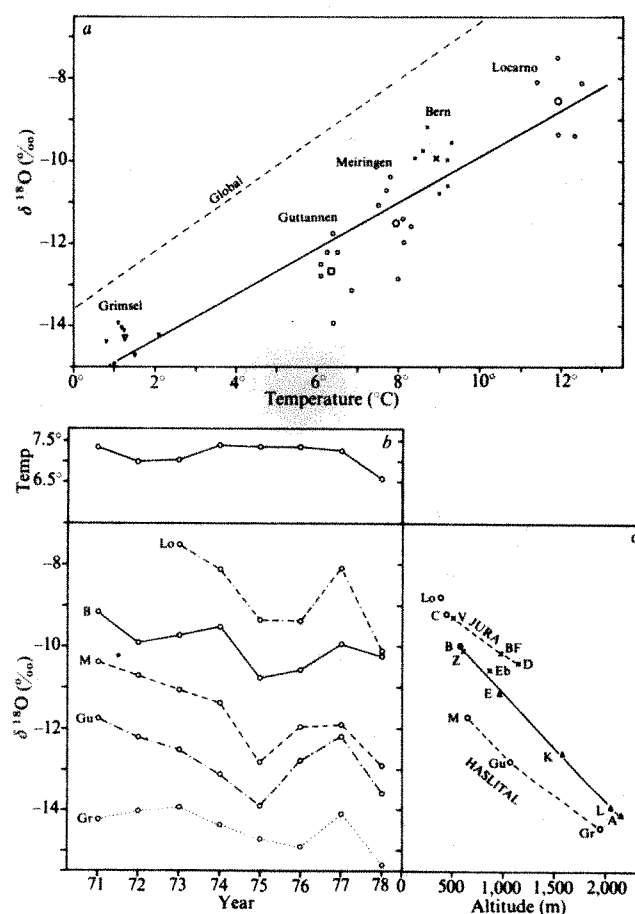 a
-8
-10
-12
-14
δ ¹⁸O (‰)
Global
Grimsel
Guttannen
Meiringen
Bern
Locarno
0° 2° 4° 6° 8° 10° 12°
Temperature (°C)
b
7.5°
6.5°
Temp
-8
-10
-12
-14
δ ¹⁸O (‰)
Lo
B
M
Gu
Gr
71 72 73 74 75 76 77 78
Year
c
Lo
C
V JURA
BF
D
B
Z
Eb
E
M
Gu
HASLITAL
K
L
A
Gr
0 500 1,000 1,500 2,000
Altitude (m)